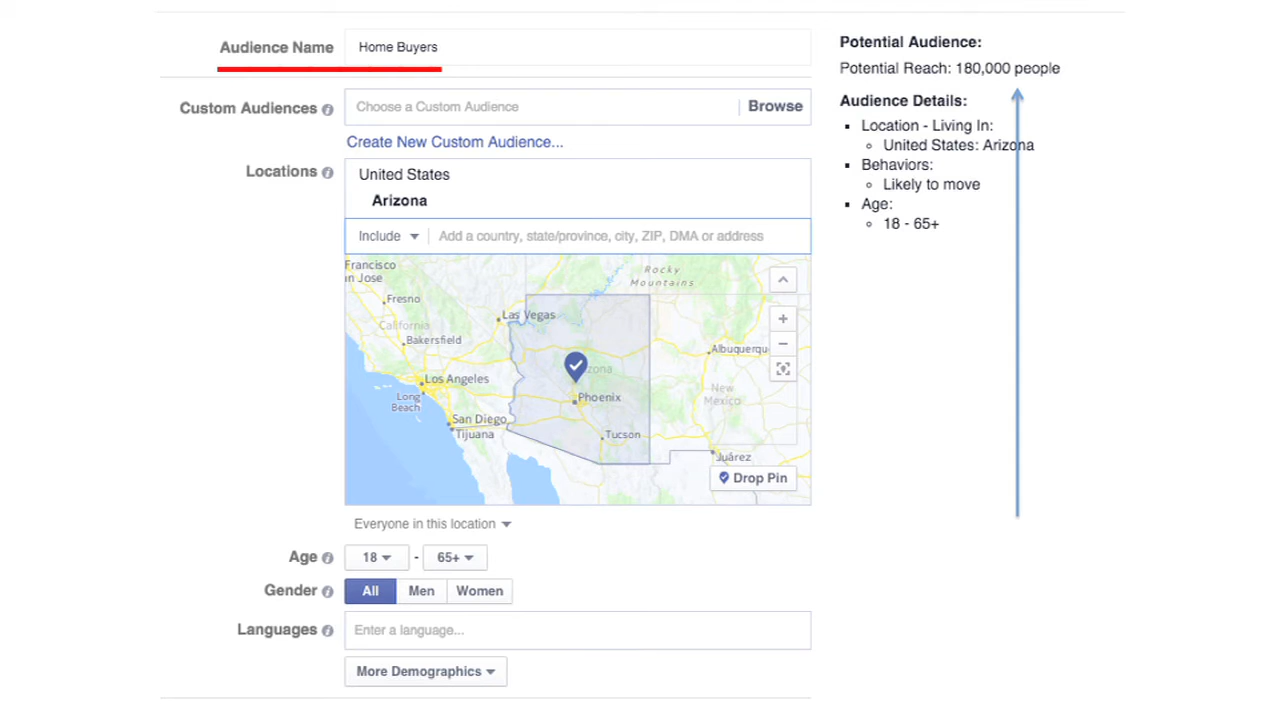 Audience Name
Home Buyers
Potential Audience:
Potential Reach: 180,000 people
Custom Audiences
Choose a Custom Audience
Browse
Create New Custom Audience...
Audience Details:
Location - Living In:
United States: Arizona
Behaviors:
Likely to move
Age:
18 - 65+
Locations
United States
Arizona
Include
Add a country, state/province, city, ZIP, DMA or address
Francisco
Rocky
Mountains
n Jose
Fresno
Las Vegas
California
Bakersfield
Albuquerqu
zona
Los Angeles
New
Mexico
Long
Beach
Phoenix
San Diego
Tijuana
Tucson
Juárez
Drop Pin
Everyone in this location
Age
18 - 65+
Gender
All Men Women
Languages
Enter a language...
More Demographics